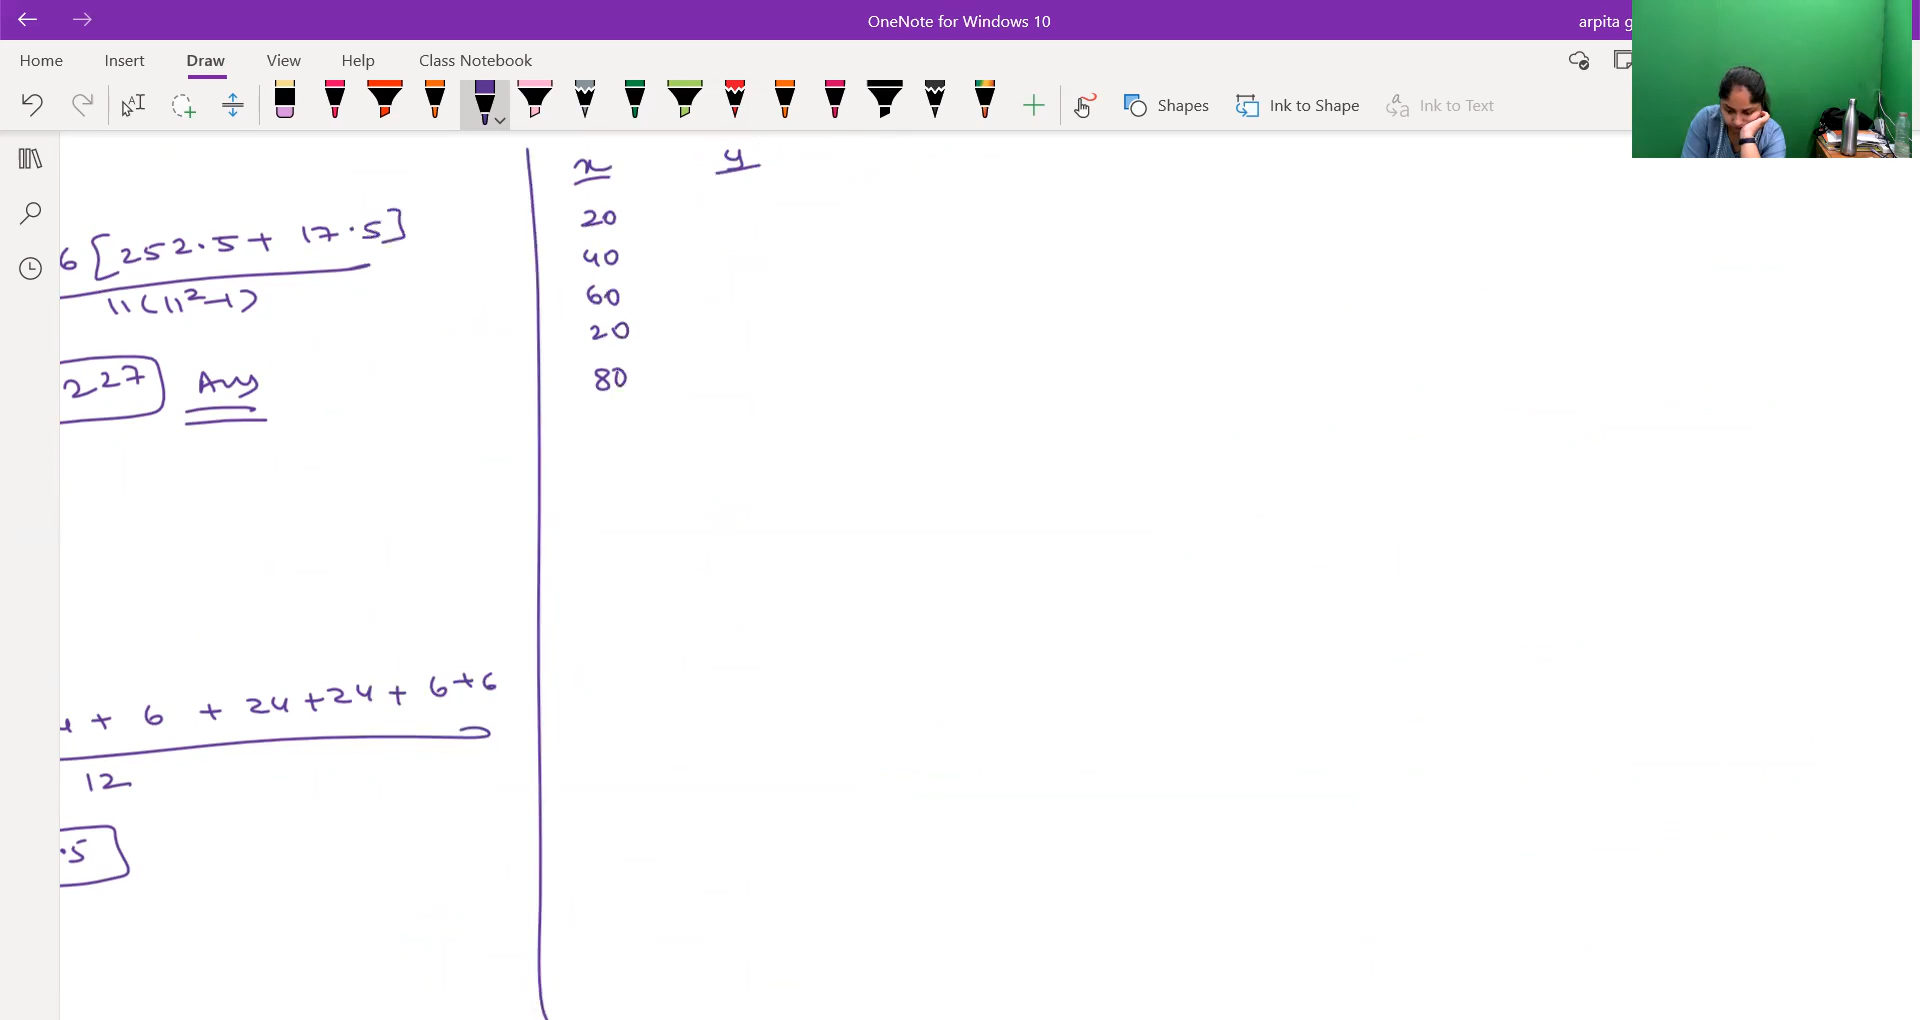 OneNote for Windows 10
arpita g
Home Insert Draw View Help Class Notebook
Shapes Ink to Shape Ink to Text
6 [252.5 + 17.5]
11(11²-1)
227 Ans
+ 6 + 24 + 24 + 6 + 6
12
.5
x y
20
40
60
20
80